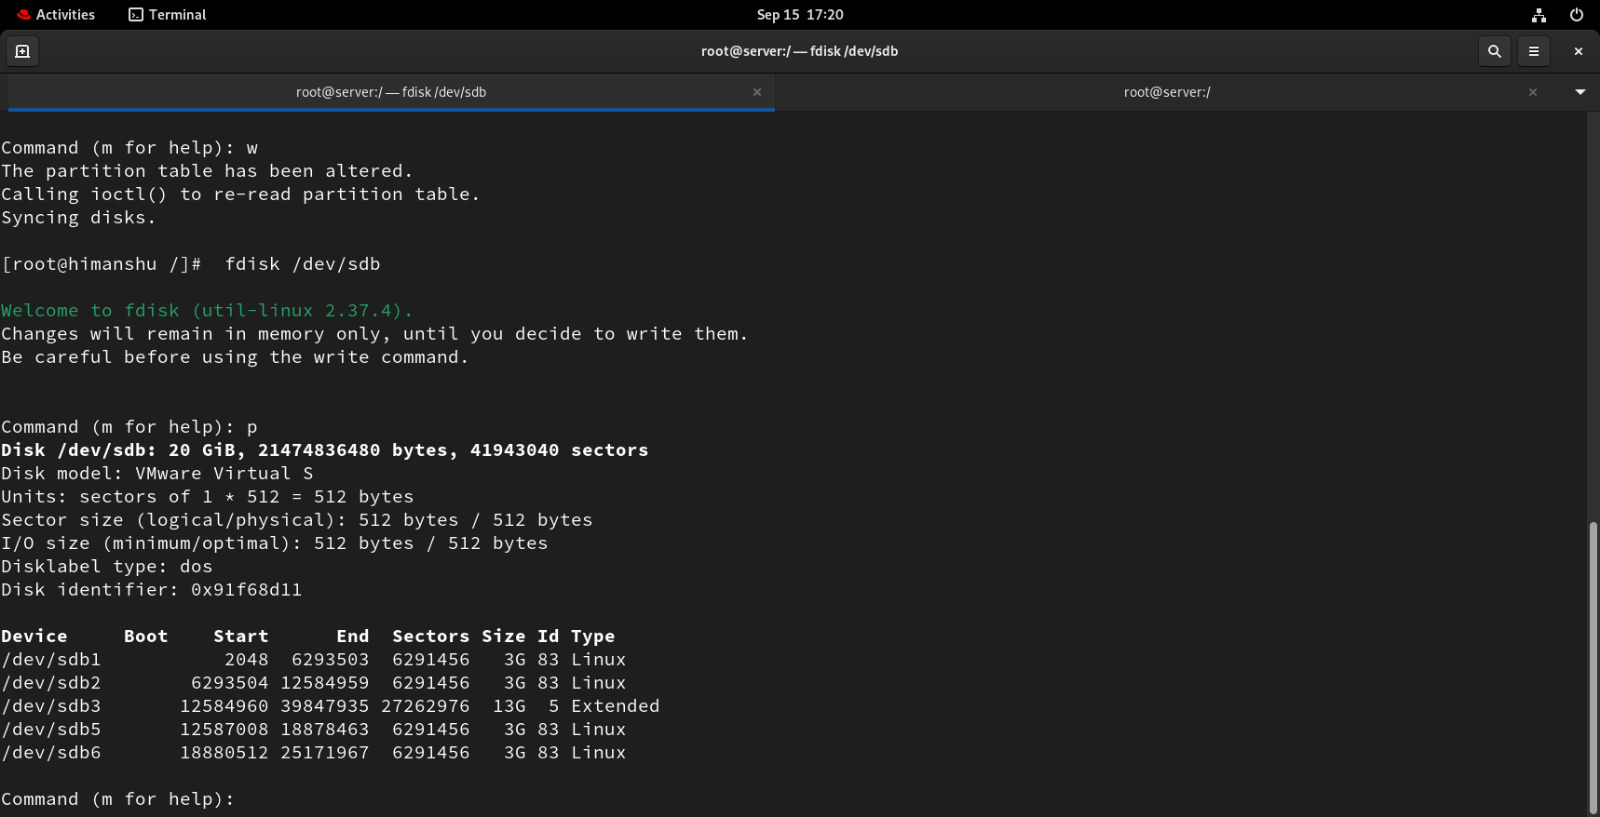 Activities Terminal Sep 15 17:20
root@server:/ — fdisk /dev/sdb
root@server:/ — fdisk /dev/sdb × root@server:/ ×
Command (m for help): w
The partition table has been altered.
Calling ioctl() to re-read partition table.
Syncing disks.
[root@himanshu /]#  fdisk /dev/sdb
Welcome to fdisk (util-linux 2.37.4).
Changes will remain in memory only, until you decide to write them.
Be careful before using the write command.
Command (m for help): p
Disk /dev/sdb: 20 GiB, 21474836480 bytes, 41943040 sectors
Disk model: VMware Virtual S
Units: sectors of 1 * 512 = 512 bytes
Sector size (logical/physical): 512 bytes / 512 bytes
I/O size (minimum/optimal): 512 bytes / 512 bytes
Disklabel type: dos
Disk identifier: 0x91f68d11
Device     Boot    Start      End  Sectors Size Id Type
/dev/sdb1           2048  6293503  6291456   3G 83 Linux
/dev/sdb2        6293504 12584959  6291456   3G 83 Linux
/dev/sdb3       12584960 39847935 27262976  13G  5 Extended
/dev/sdb5       12587008 18878463  6291456   3G 83 Linux
/dev/sdb6       18880512 25171967  6291456   3G 83 Linux
Command (m for help):